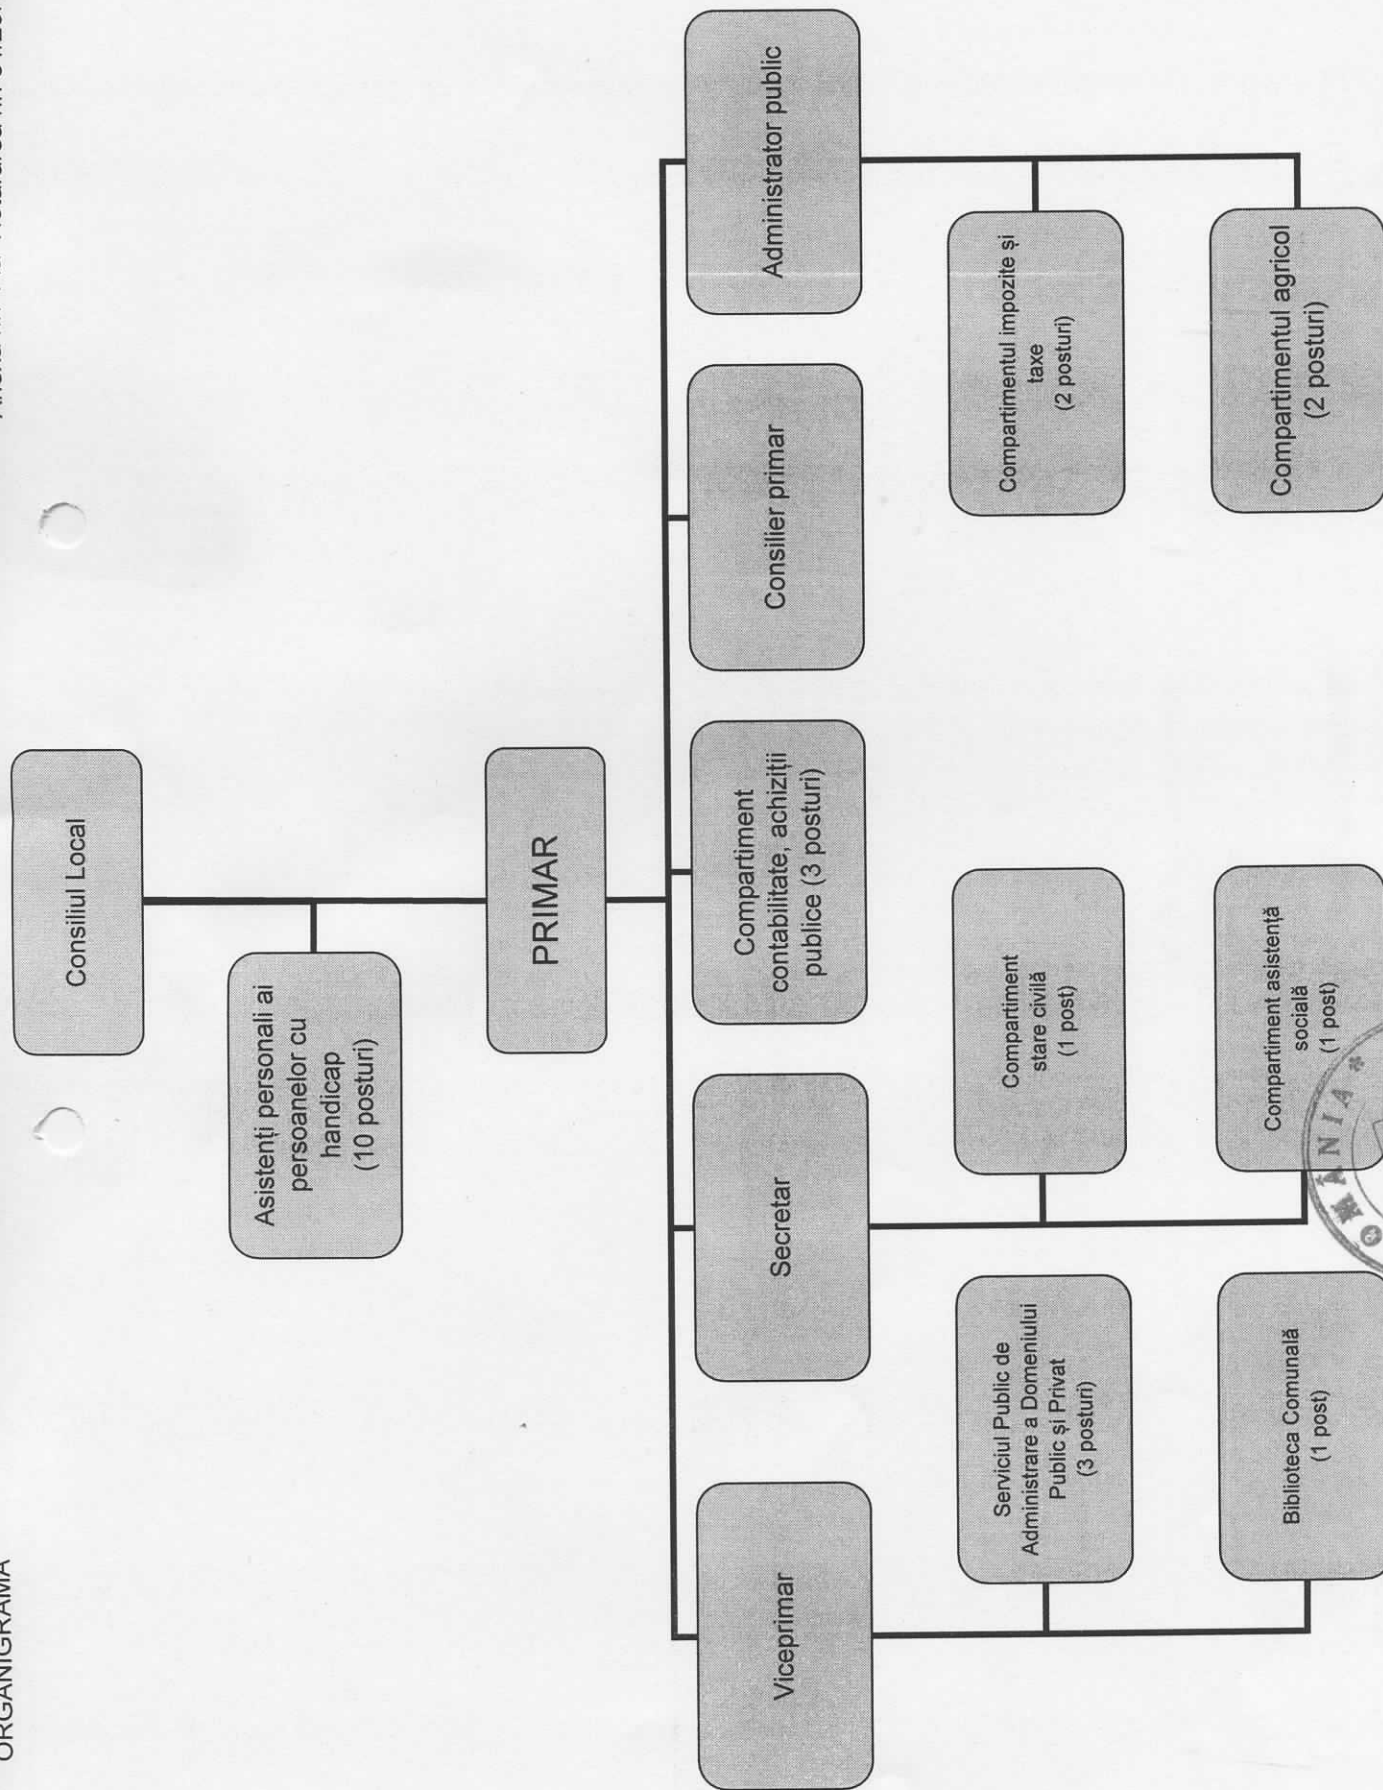 ORGANIGRAMA
Consiliul Local
Asistenți personali ai
persoanelor cu
handicap
(10 posturi)
PRIMAR
Viceprimar
Secretar
Compartiment
contabilitate, achiziții
publice (3 posturi)
Consilier primar
Administrator public
Serviciul Public de
Administrare a Domeniului
Public și Privat
(3 posturi)
Compartiment
stare civilă
(1 post)
Compartimentul impozite și
taxe
(2 posturi)
Biblioteca Comunală
(1 post)
Compartiment asistență
socială
(1 post)
Compartimentul agricol
(2 posturi)